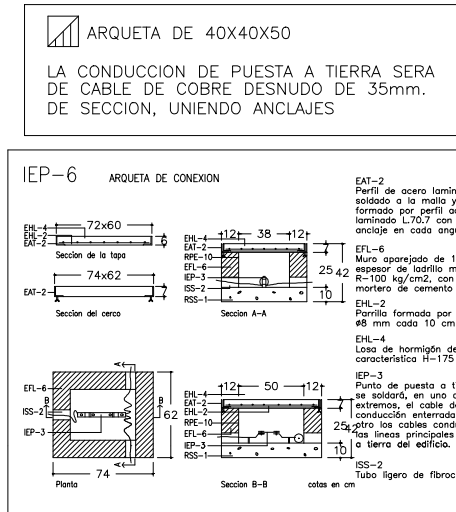 ARQUETA DE 40X40X50
LA CONDUCCION DE PUESTA A TIERRA SERA
DE CABLE DE COBRE DESNUDO DE 35mm.
DE SECCION, UNIENDO ANCLAJES
IEP-6 ARQUETA DE CONEXION
EHL-4
EHL-2
EAT-2
72x60
6
Seccion de la tapa
74x62
EAT-2
Seccion del cerco
12 38 12
EHL-4
EAT-2
RPE-10
EFL-6
IEP-3
ISS-2
RSS-1
25 42
10
Seccion A-A
A
EFL-6
B B
ISS-2
IEP-3
62
A
74
Planta
12 50 12
EHL-4
EAT-2
EHL-2
RPE-10
EFL-6
IEP-3
RSS-1
25 42
10
Seccion B-B cotas en cm
EAT-2
Perfil de acero lamin
soldado a la malla y
formado por perfil ac
laminado L.70.7 con
anclaje en cada angu
EFL-6
Muro aparejado de 1
espesor de ladrillo m
R-100 kg/cm2, con
mortero de cemento
EHL-2
Parrilla formada por
ø8 mm cada 10 cm
EHL-4
Losa de hormigón de
caracteristica H-175
IEP-3
Punto de puesta a ti
se soldará, en uno d
extremos, el cable de
conducción enterrada
otro los cables condu
las lineas principales
a tierra del edificio.
ISS-2
Tubo ligero de fibroc